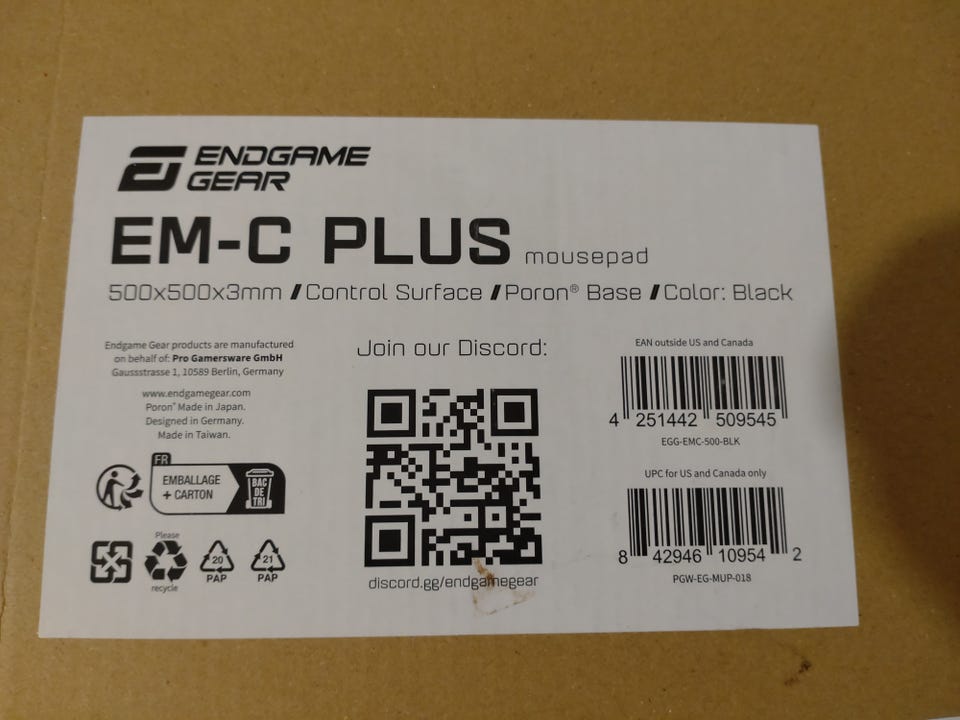 ENDGAME
GEAR
EM-C PLUS mousepad
500x500x3mm / Control Surface / Poron® Base / Color: Black
Endgame Gear products are manufactured
on behalf of: Pro Gamersware GmbH
Gaussstrasse 1, 10589 Berlin, Germany
www.endgamegear.com
Poron® Made in Japan.
Designed in Germany.
Made in Taiwan.
FR
EMBALLAGE
+ CARTON
BAC
DE
TRI
Please
recycle
20
PAP
21
PAP
Join our Discord:
discord.gg/endgamegear
EAN outside US and Canada
4 251442 509545
EGG-EMC-500-BLK
UPC for US and Canada only
8 42946 10954 2
PGW-EG-MUP-018